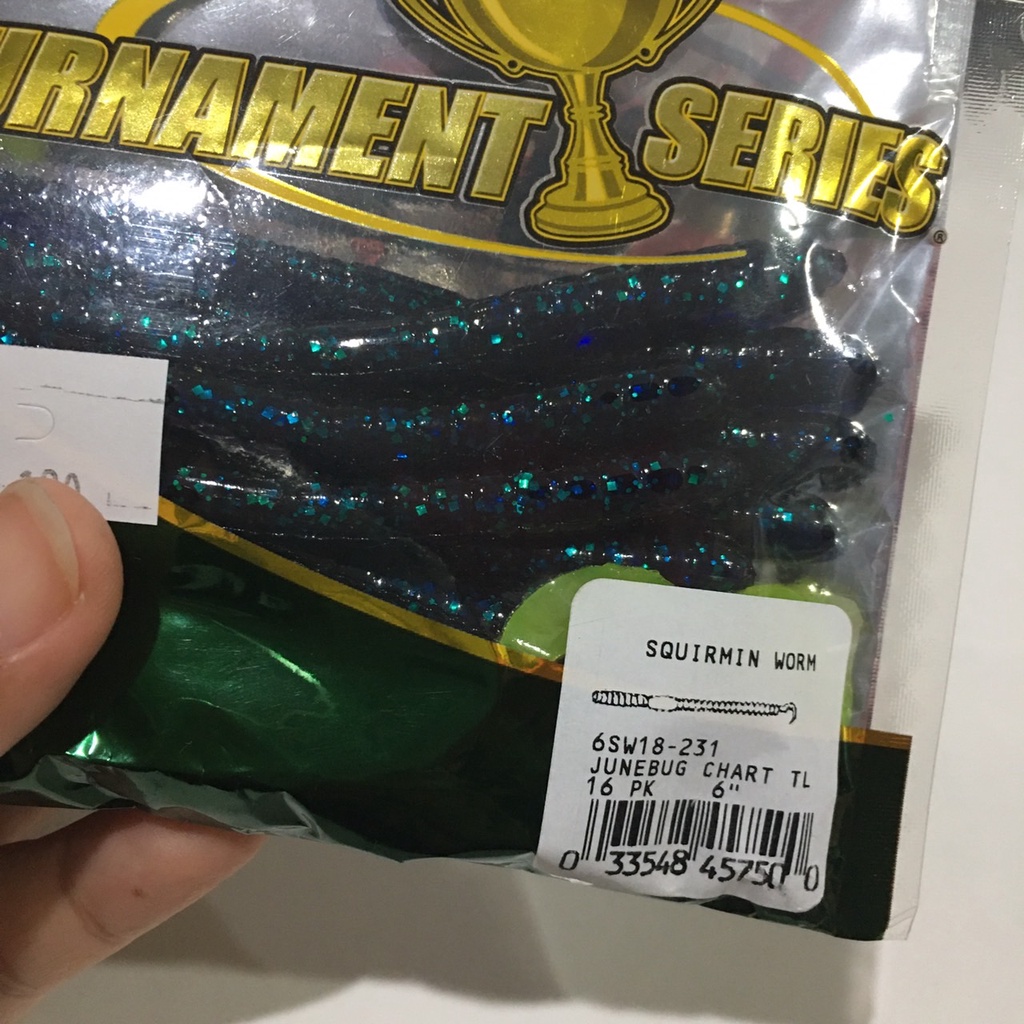 URNAMENT SERIES®
SQUIRMIN WORM
6SW18-231
JUNEBUG CHART TL
16 PK 6"
0 33548 45750 0